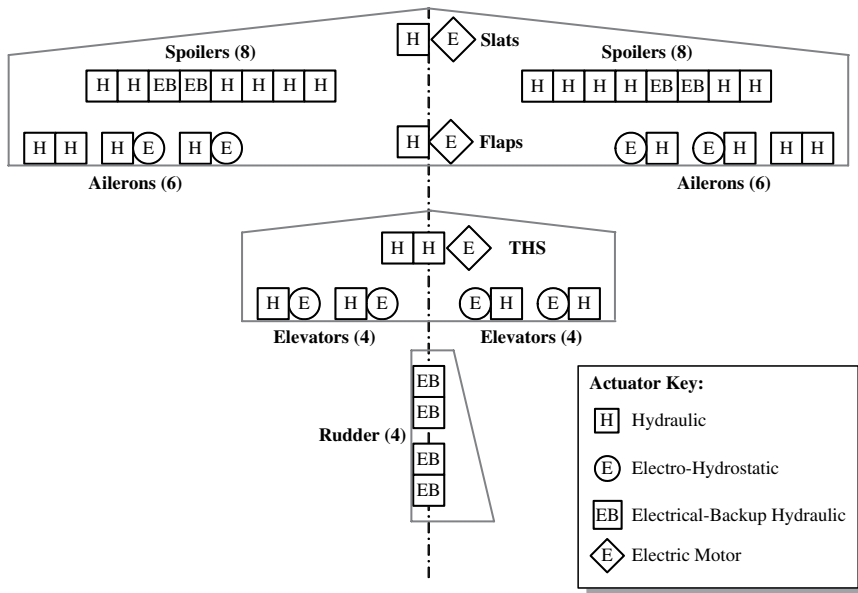 H E Slats
Spoilers (8) Spoilers (8)
H H EB EB H H H H H H H H EB EB H H
H E Flaps
H H H E H E E H E H H H
Ailerons (6) Ailerons (6)
H H E THS
H E H E E H E H
Elevators (4) Elevators (4)
EB
EB
Rudder (4)
EB
EB
Actuator Key:
H Hydraulic
E Electro-Hydrostatic
EB Electrical-Backup Hydraulic
E Electric Motor